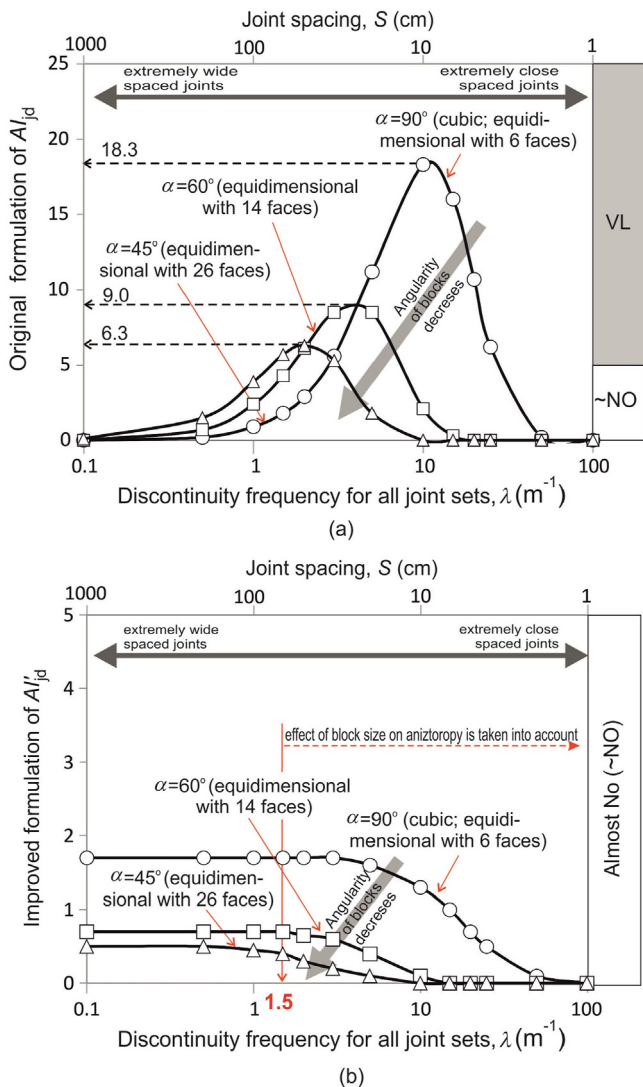 Joint spacing, S (cm)
1000 100 10 1
25
20
15
10
5
0
Original formulation of AI_jd
extremely wide
spaced joints
extremely close
spaced joints
18.3
α=90° (cubic; equidi-
mensional with 6 faces)
α=60° (equidimensional
with 14 faces)
α=45° (equidimen-
sional with 26 faces)
9.0
6.3
Angularity
of blocks
decreses
VL
~NO
0.1 1 10 100
Discontinuity frequency for all joint sets, λ (m⁻¹)
(a)
Joint spacing, S (cm)
1000 100 10 1
5
4
3
2
1
0
Improved formulation of AI′_jd
extremely wide
spaced joints
extremely close
spaced joints
effect of block size on aniztoropy is taken into account
α=60° (equidimensional
with 14 faces)
α=90° (cubic; equidi-
mensional with 6 faces)
α=45° (equidimen-
sional with 26 faces)
Angularity
of blocks
decreses
Almost No (~NO)
0.1 1 1.5 10 100
Discontinuity frequency for all joint sets, λ (m⁻¹)
(b)